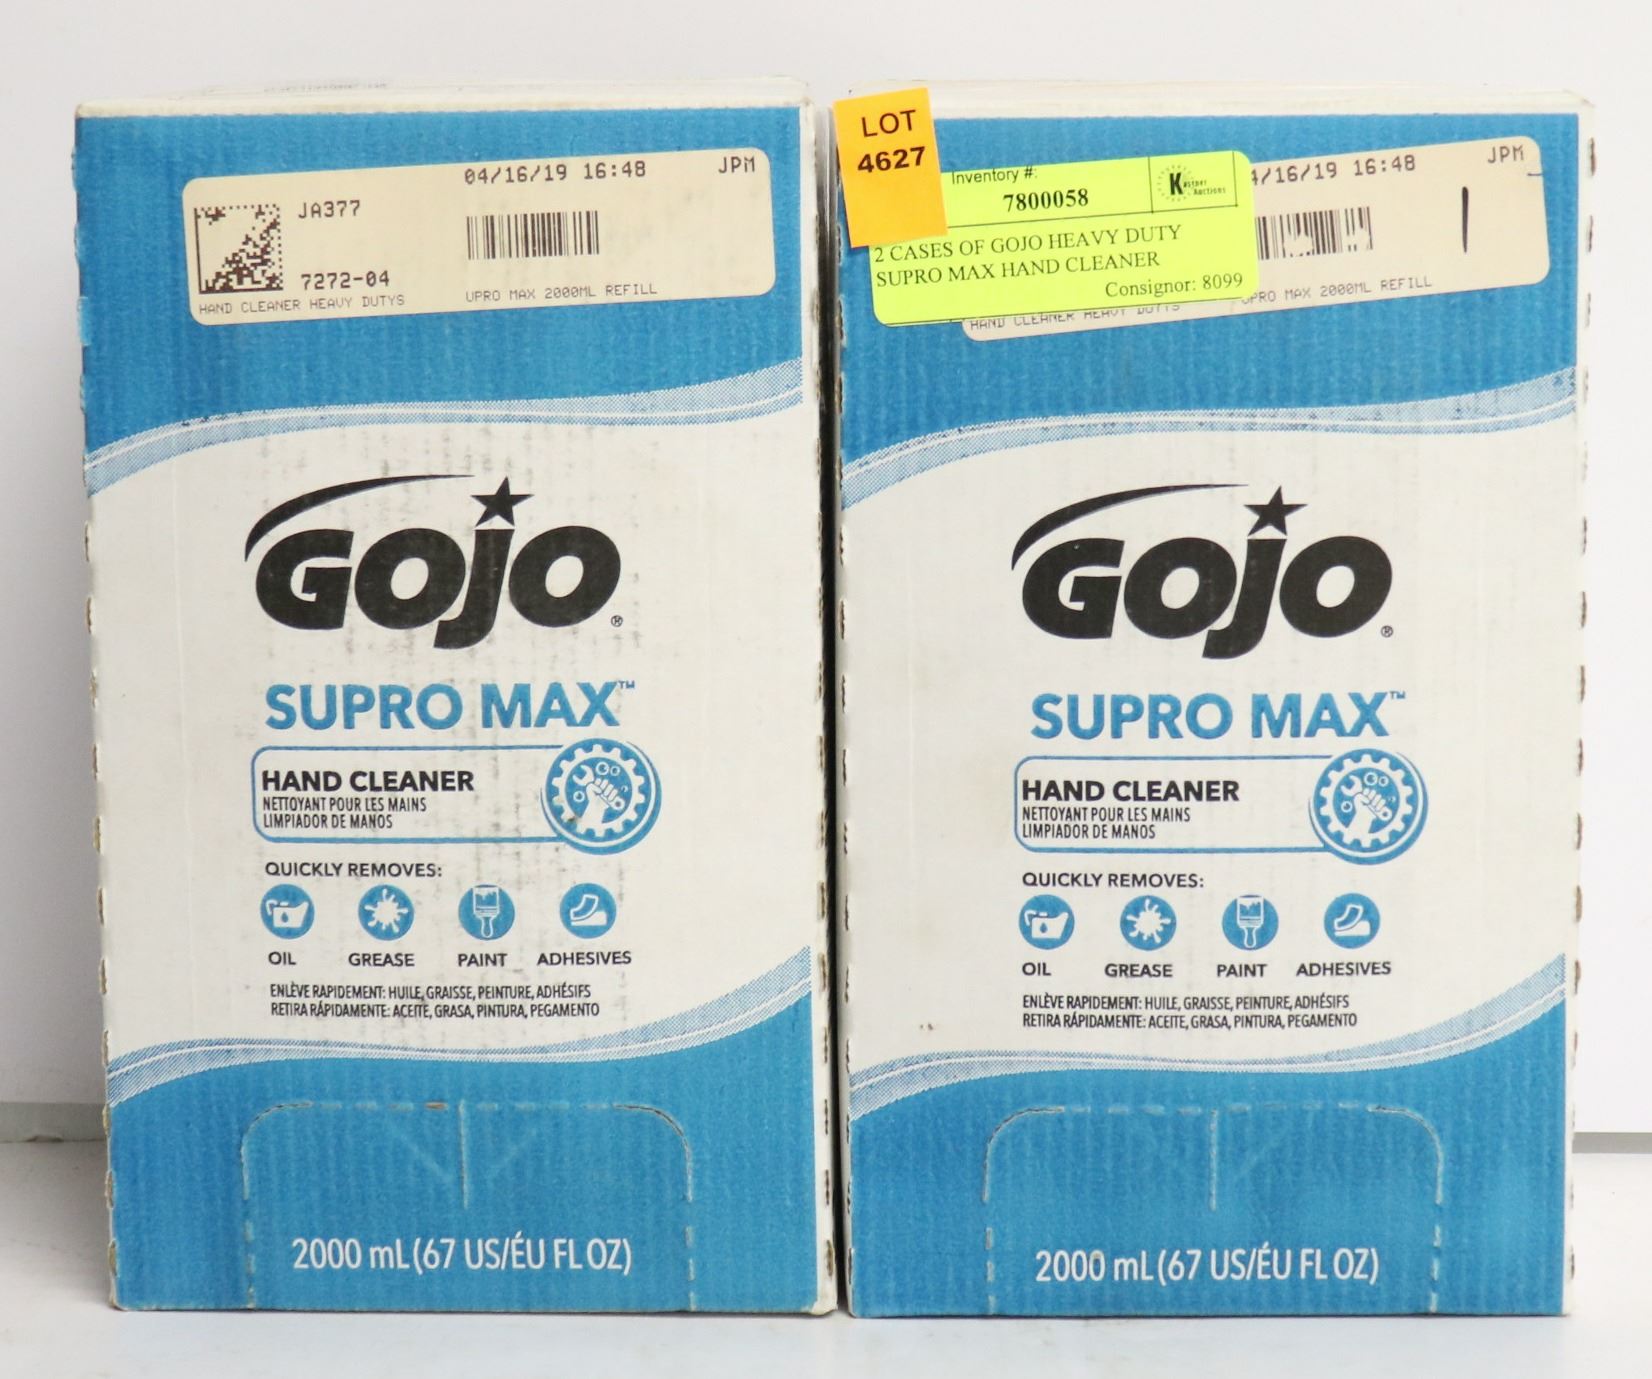 04/16/19 16:48
JPM
JA377
7272-04
HAND CLEANER HEAVY DUTYS
UPRO MAX 2000ML REFILL
GOJO®
SUPRO MAX™
HAND CLEANER
NETTOYANT POUR LES MAINS
LIMPIADOR DE MANOS
QUICKLY REMOVES:
OIL GREASE PAINT ADHESIVES
ENLÈVE RAPIDEMENT: HUILE, GRAISSE, PEINTURE, ADHÉSIFS
RETIRA RÁPIDAMENTE: ACEITE, GRASA, PINTURA, PEGAMENTO
2000 mL (67 US/ÉU FL OZ)
LOT
4627
Inventory #:
7800058
Kastner
Auctions
2 CASES OF GOJO HEAVY DUTY
SUPRO MAX HAND CLEANER
Consignor: 8099
4/16/19 16:48
JPM
UPRO MAX 2000ML REFILL
HAND CLEANER HEAVY DUTYS
GOJO®
SUPRO MAX™
HAND CLEANER
NETTOYANT POUR LES MAINS
LIMPIADOR DE MANOS
QUICKLY REMOVES:
OIL GREASE PAINT ADHESIVES
ENLÈVE RAPIDEMENT: HUILE, GRAISSE, PEINTURE, ADHÉSIFS
RETIRA RÁPIDAMENTE: ACEITE, GRASA, PINTURA, PEGAMENTO
2000 mL (67 US/ÉU FL OZ)